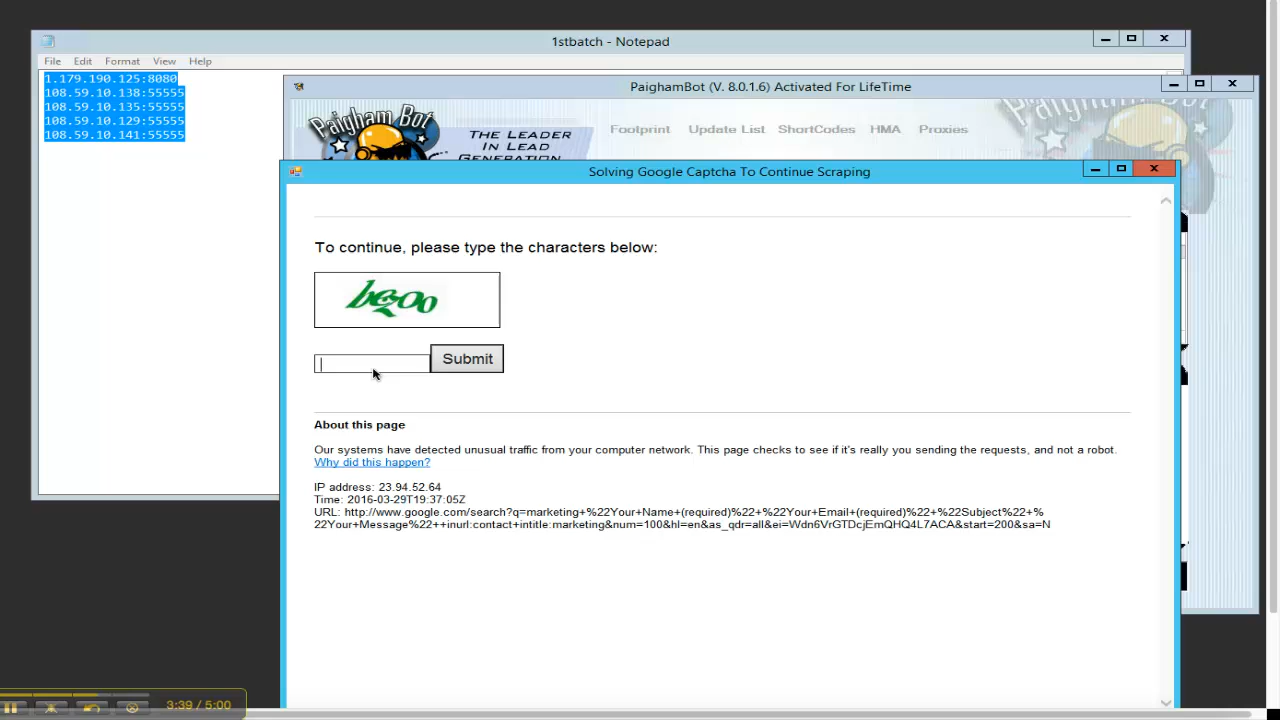 1stbatch - Notepad
File Edit Format View Help
1.179.190.125:8080
108.59.10.138:55555
108.59.10.135:55555
108.59.10.129:55555
108.59.10.141:55555
PaighamBot (V. 8.0.1.6) Activated For LifeTime
Paigham Bot
THE LEADER
IN LEAD
GENERATION
Footprint Update List ShortCodes HMA Proxies
Solving Google Captcha To Continue Scraping
To continue, please type the characters below:
Submit
About this page
Our systems have detected unusual traffic from your computer network. This page checks to see if it's really you sending the requests, and not a robot.
Why did this happen?
IP address: 23.94.52.64
Time: 2016-03-29T19:37:05Z
URL: http://www.google.com/search?q=marketing+%22Your+Name+(required)%22+%22Your+Email+(required)%22+%22Subject%22+%
22Your+Message%22++inurl:contact+intitle:marketing&num=100&hl=en&as_qdr=all&ei=Wdn6VrGTDcjEmQHQ4L7ACA&start=200&sa=N
3:39 / 5:00